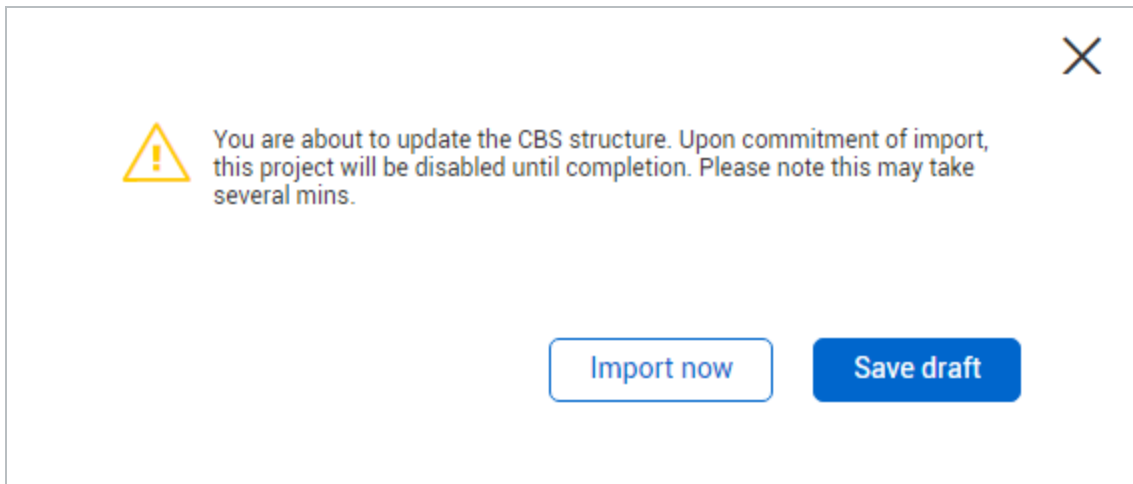 You are about to update the CBS structure. Upon commitment of import,
this project will be disabled until completion. Please note this may take
several mins.
Import now
Save draft